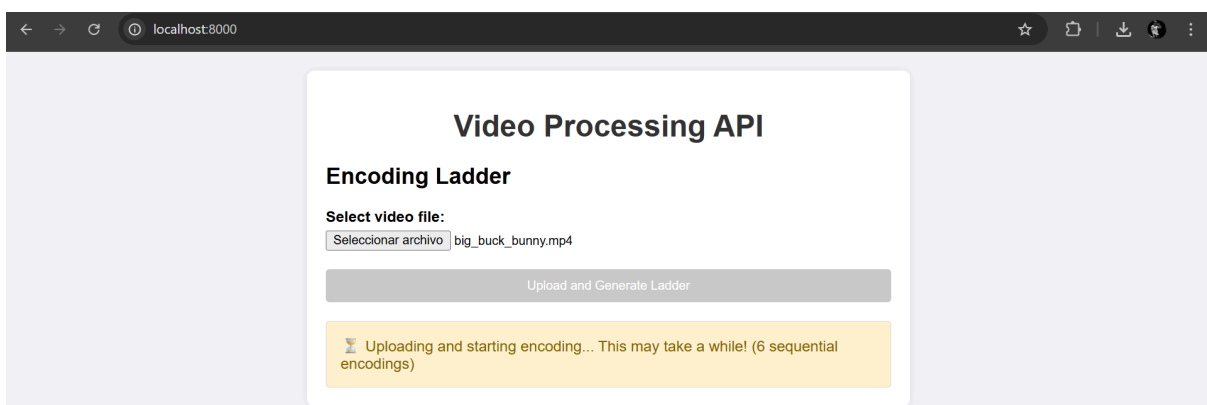 localhost:8000
Video Processing API
Encoding Ladder
Select video file:
Seleccionar archivo big_buck_bunny.mp4
Upload and Generate Ladder
⏳ Uploading and starting encoding... This may take a while! (6 sequential
encodings)